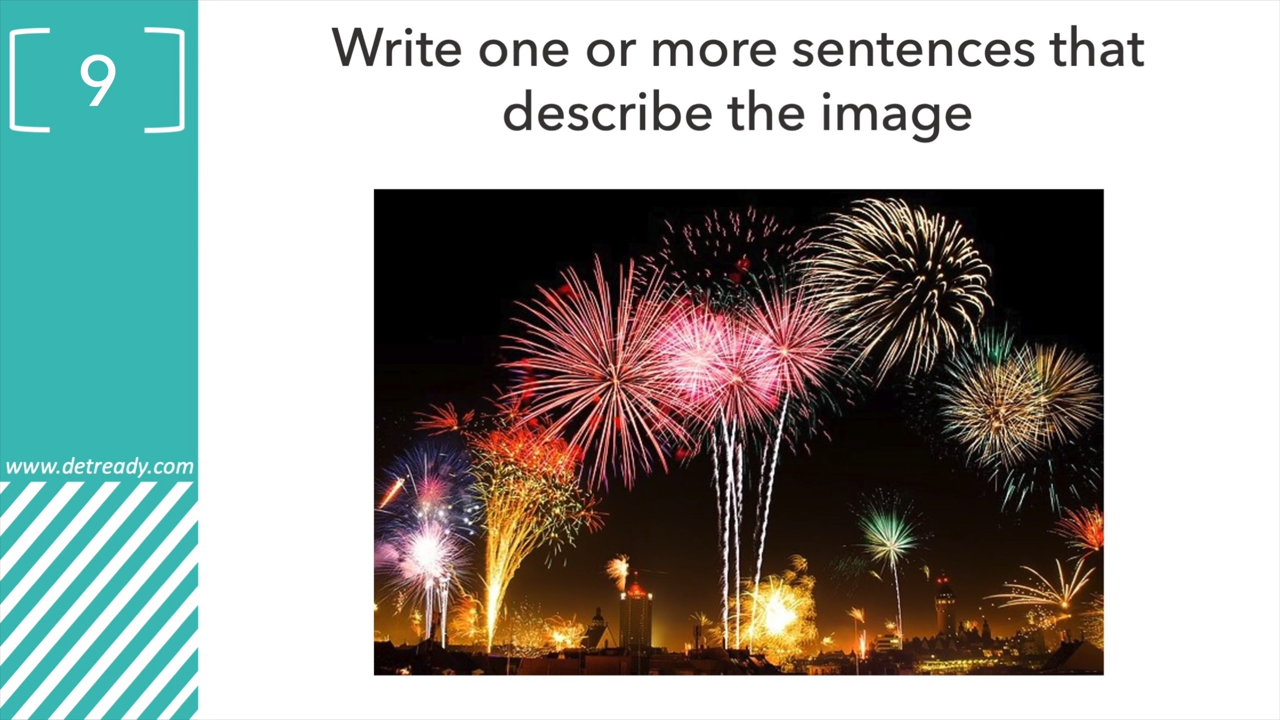 9
Write one or more sentences that
describe the image
www.detready.com